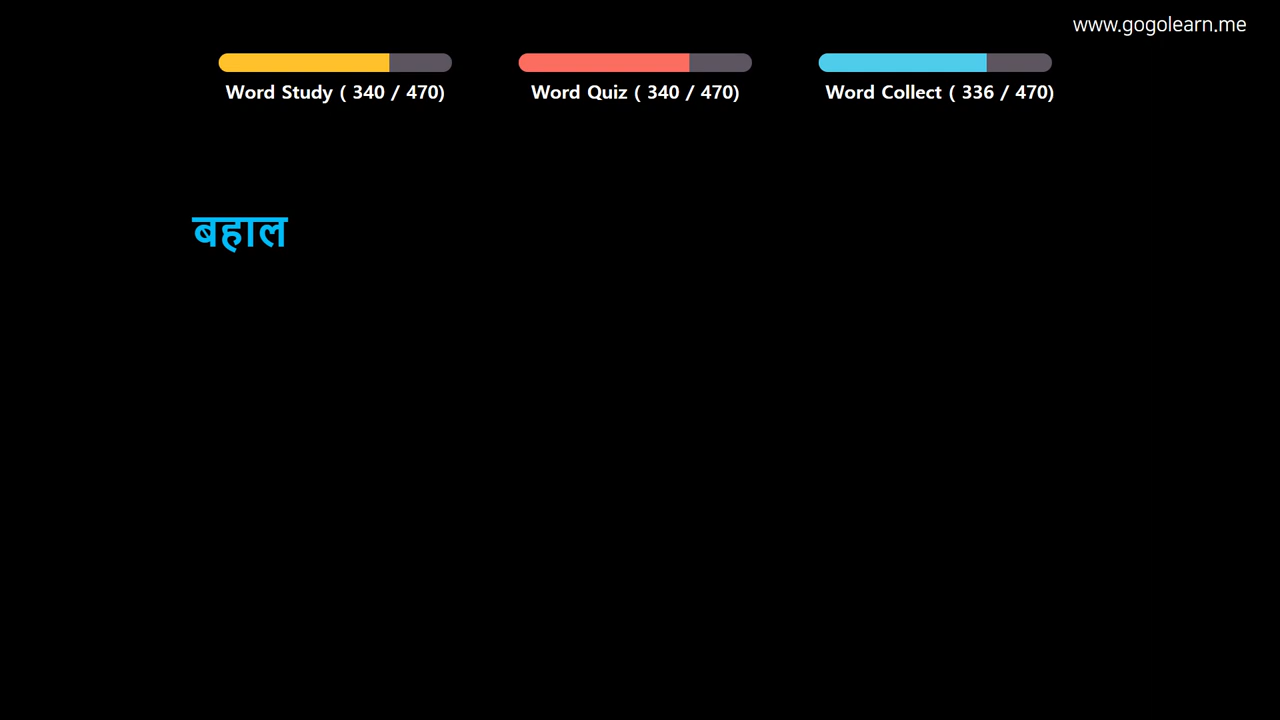 www.gogolearn.me
Word Study ( 340 / 470)
Word Quiz ( 340 / 470)
Word Collect ( 336 / 470)
बहाल